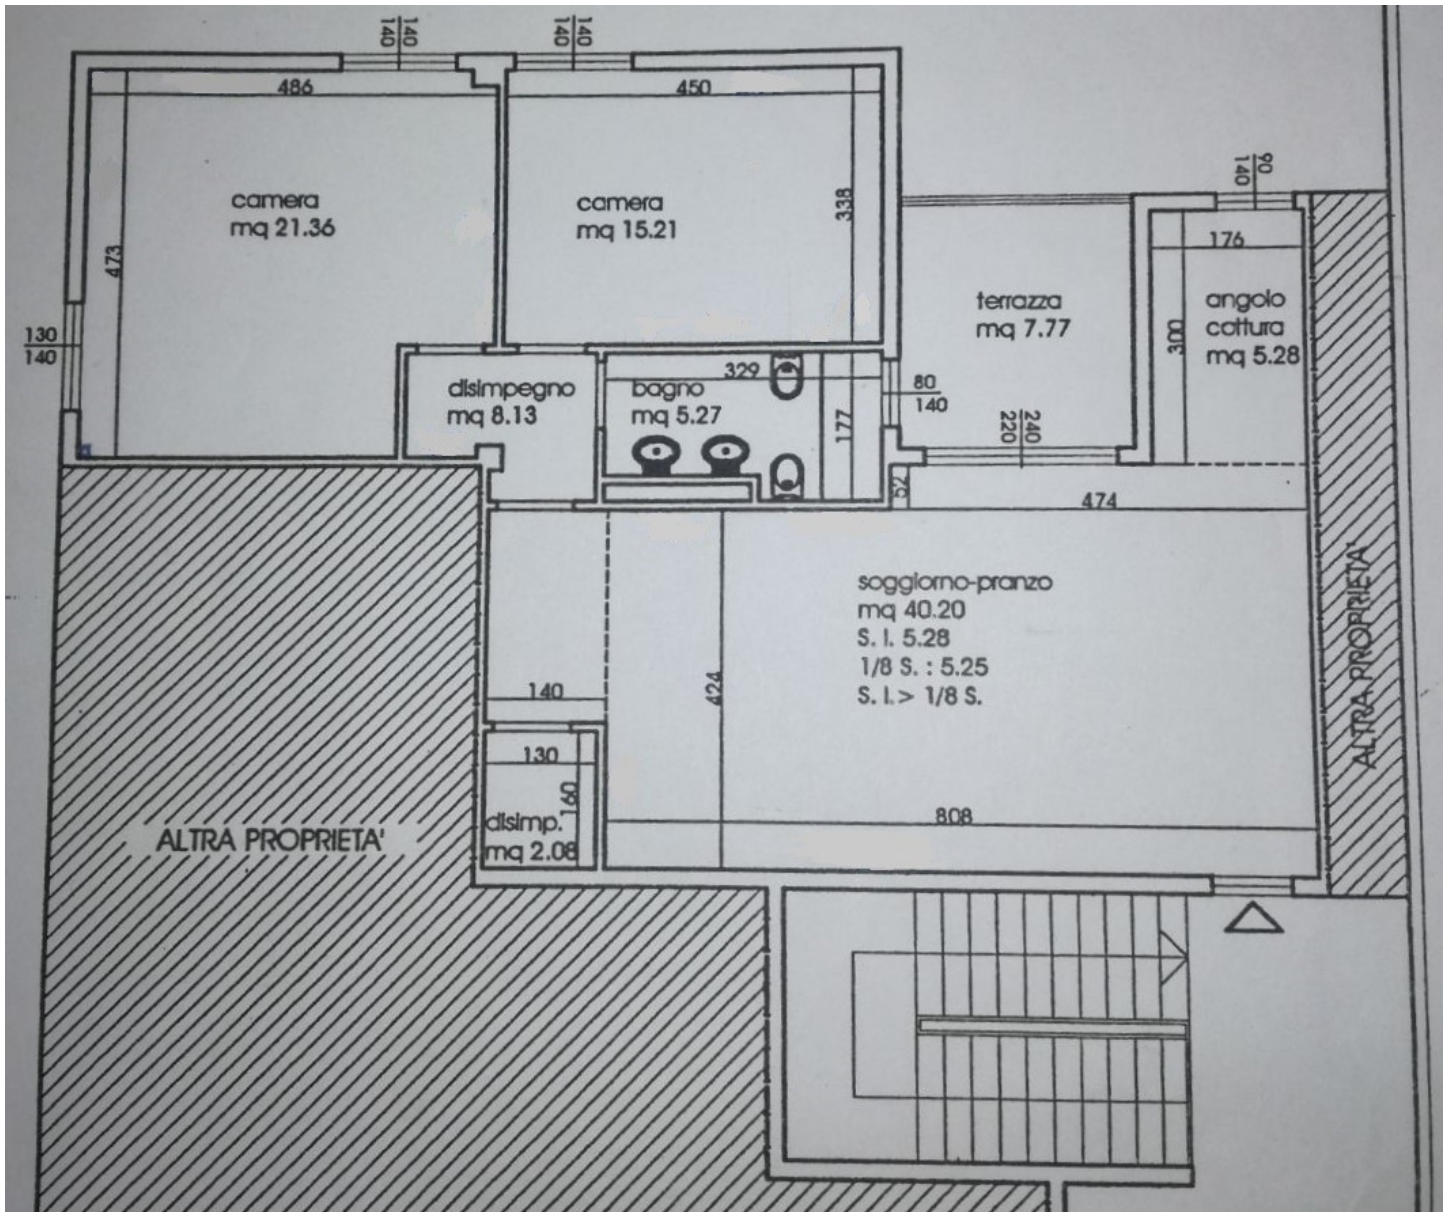 140
140
140
140
486
450
camera
mq 21.36
camera
mq 15.21
473
338
90
140
176
terrazza
mq 7.77
angolo
cottura
mq 5.28
300
130
140
disimpegno
mq 8.13
329
bagno
mq 5.27
177
80
140
240
220
52
474
soggiorno-pranzo
mq 40.20
S. I. 5.28
1/8 S. : 5.25
S. I. > 1/8 S.
424
140
130
160
disimp.
mq 2.08
808
ALTRA PROPRIETA'
ALTRA PROPRIETA'